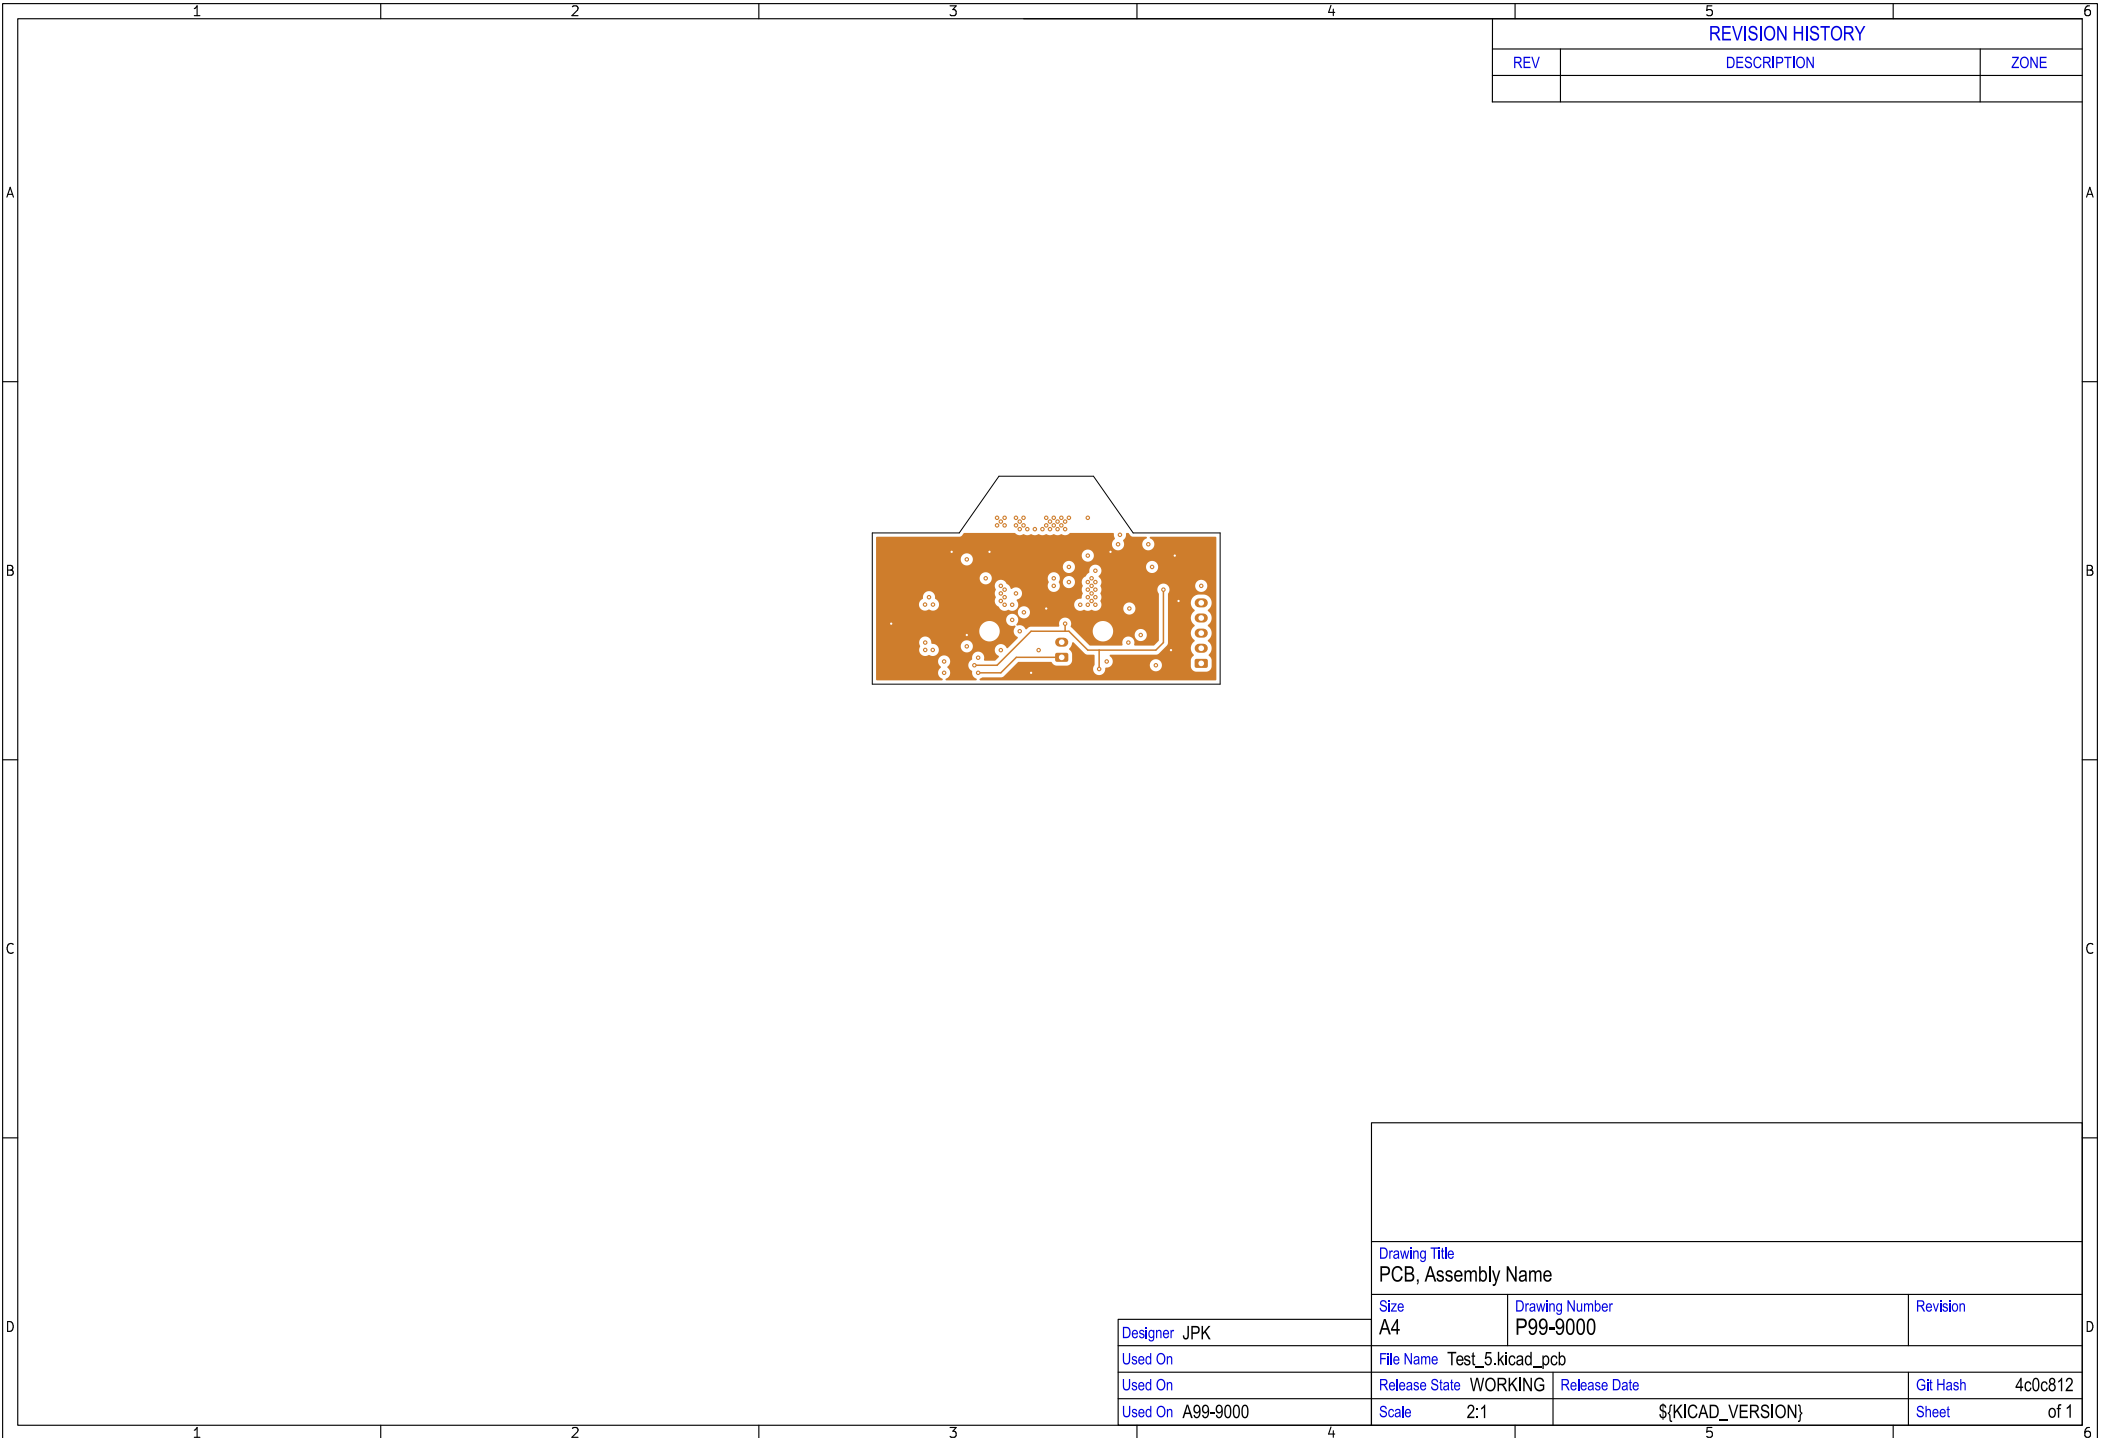 1 2 3 4 5 6
REVISION HISTORY
REV DESCRIPTION ZONE
A A
B B
C C
Drawing Title
PCB, Assembly Name
Size Drawing Number Revision
A4 P99-9000
D D
Designer JPK
Used On File Name Test_5.kicad_pcb
Used On Release State WORKING Release Date Git Hash 4c0c812
Used On A99-9000 Scale 2:1 ${KICAD_VERSION} Sheet of 1
1 2 3 4 5 6